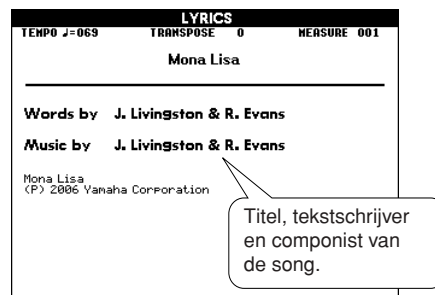 LYRICS
TEMPO ♩=069 TRANSPOSE 0 MEASURE 001
Mona Lisa
Words by J. Livingston & R. Evans
Music by J. Livingston & R. Evans
Mona Lisa
(P) 2006 Yamaha Corporation
Titel, tekstschrijver
en componist van
de song.